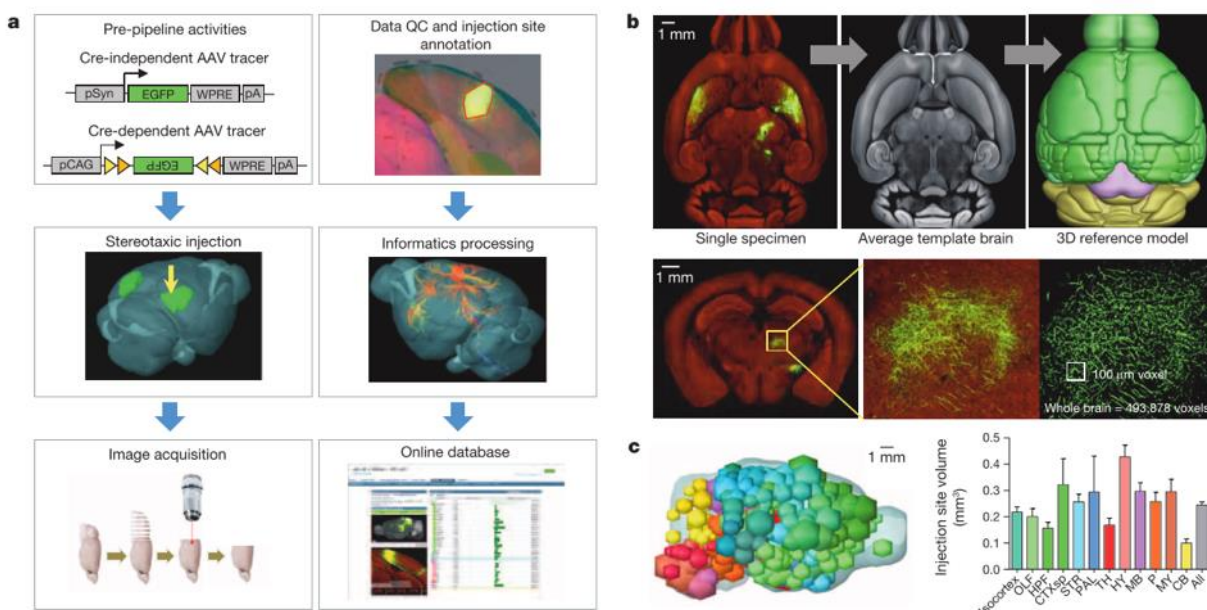 a
Pre-pipeline activities
Cre-independent AAV tracer
pSyn EGFP WPRE pA
Cre-dependent AAV tracer
pCAG EGFP WPRE pA
Data QC and injection site
annotation
Stereotaxic injection
Informatics processing
Image acquisition
Online database
b
1 mm
Single specimen
Average template brain
3D reference model
1 mm
100 μm voxel
Whole brain = 493,878 voxels
c
1 mm
Injection site volume
(mm³)
0.5
0.4
0.3
0.2
0.1
0.0
Isocortex
OLF
HPF
CTXsp
STR
PAL
TH
HY
MB
P
MY
CB
All